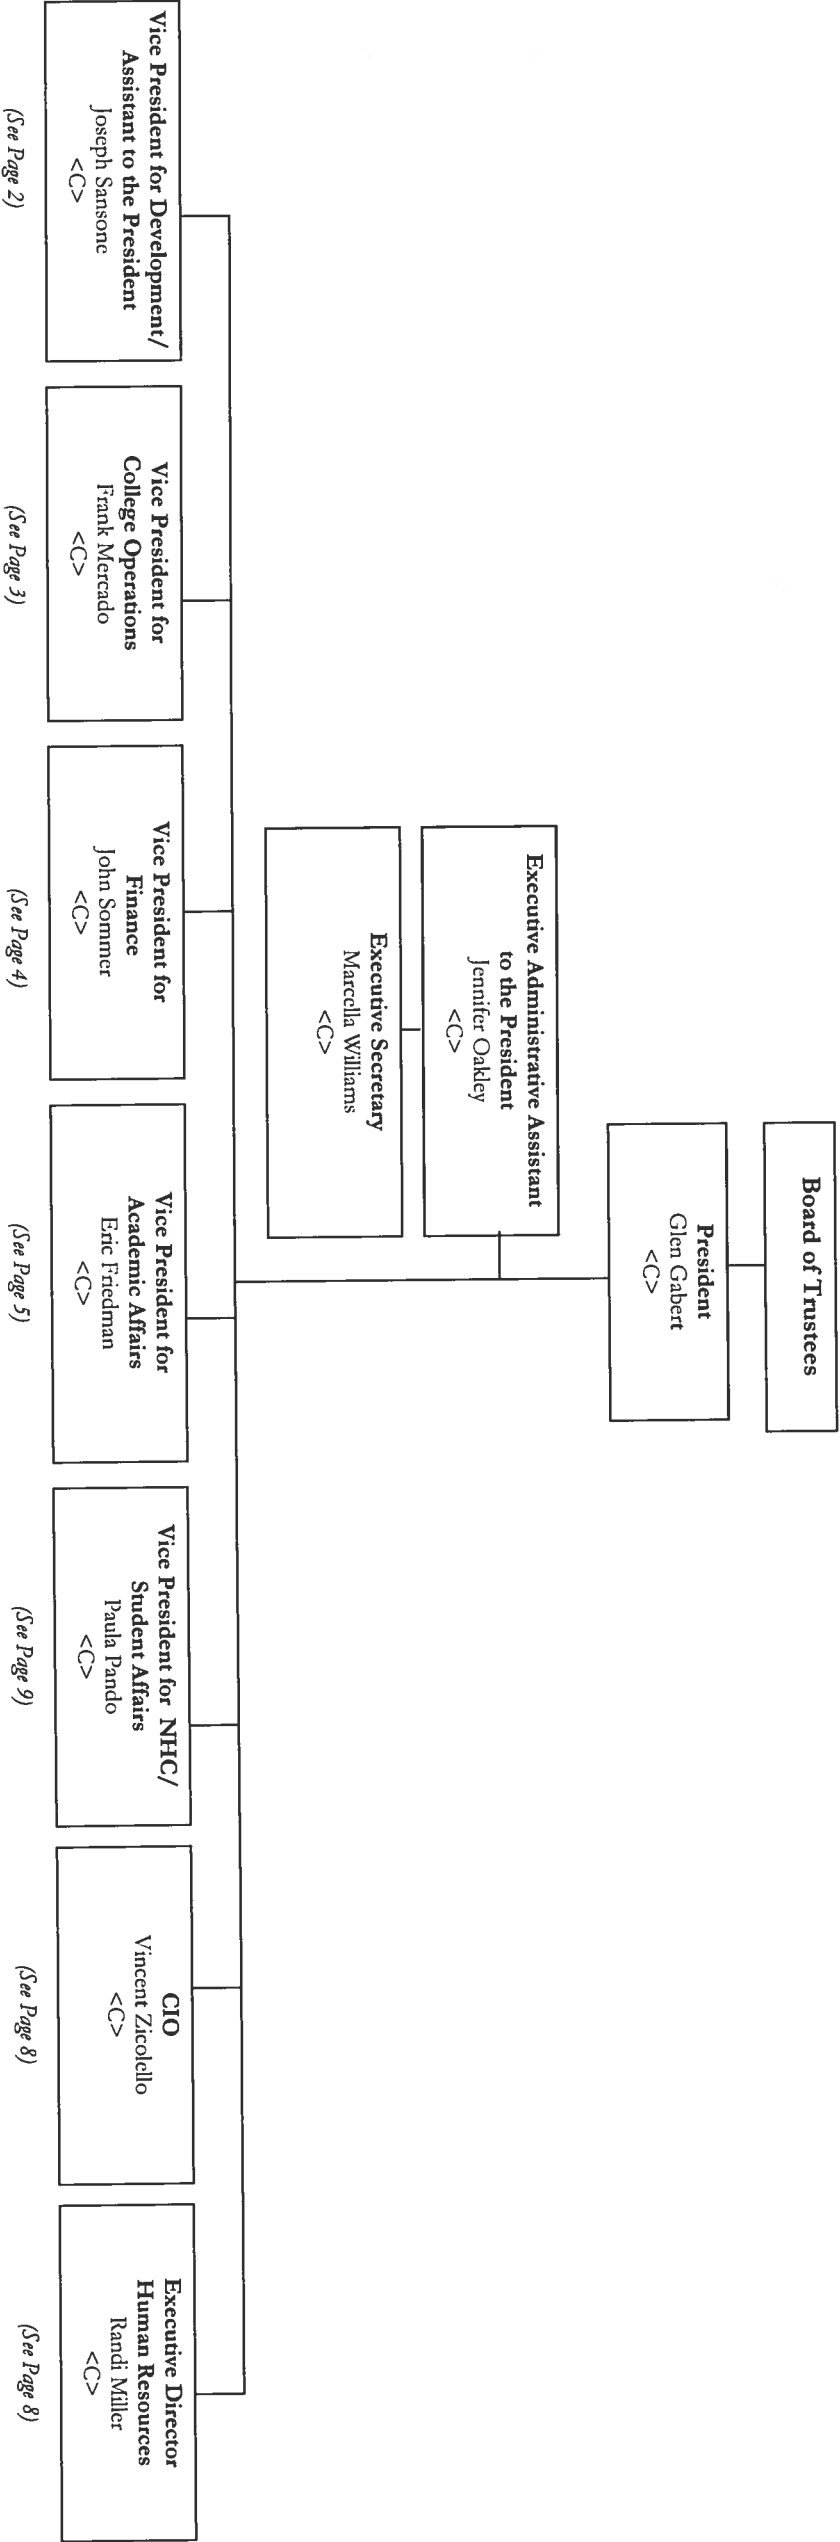 Board of Trustees
President
Glen Gabert
<C>
Executive Administrative Assistant
to the President
Jennifer Oakley
<C>
Executive Secretary
Marcella Williams
<C>
Vice President for Development/
Assistant to the President
Joseph Sansone
<C>
(See Page 2)
Vice President for
College Operations
Frank Mercado
<C>
(See Page 3)
Vice President for
Finance
John Sommer
<C>
(See Page 4)
Vice President for
Academic Affairs
Eric Friedman
<C>
(See Page 5)
Vice President for NHC/
Student Affairs
Paula Pando
<C>
(See Page 9)
CIO
Vincent Zicolello
<C>
(See Page 8)
Executive Director
Human Resources
Randi Miller
<C>
(See Page 8)